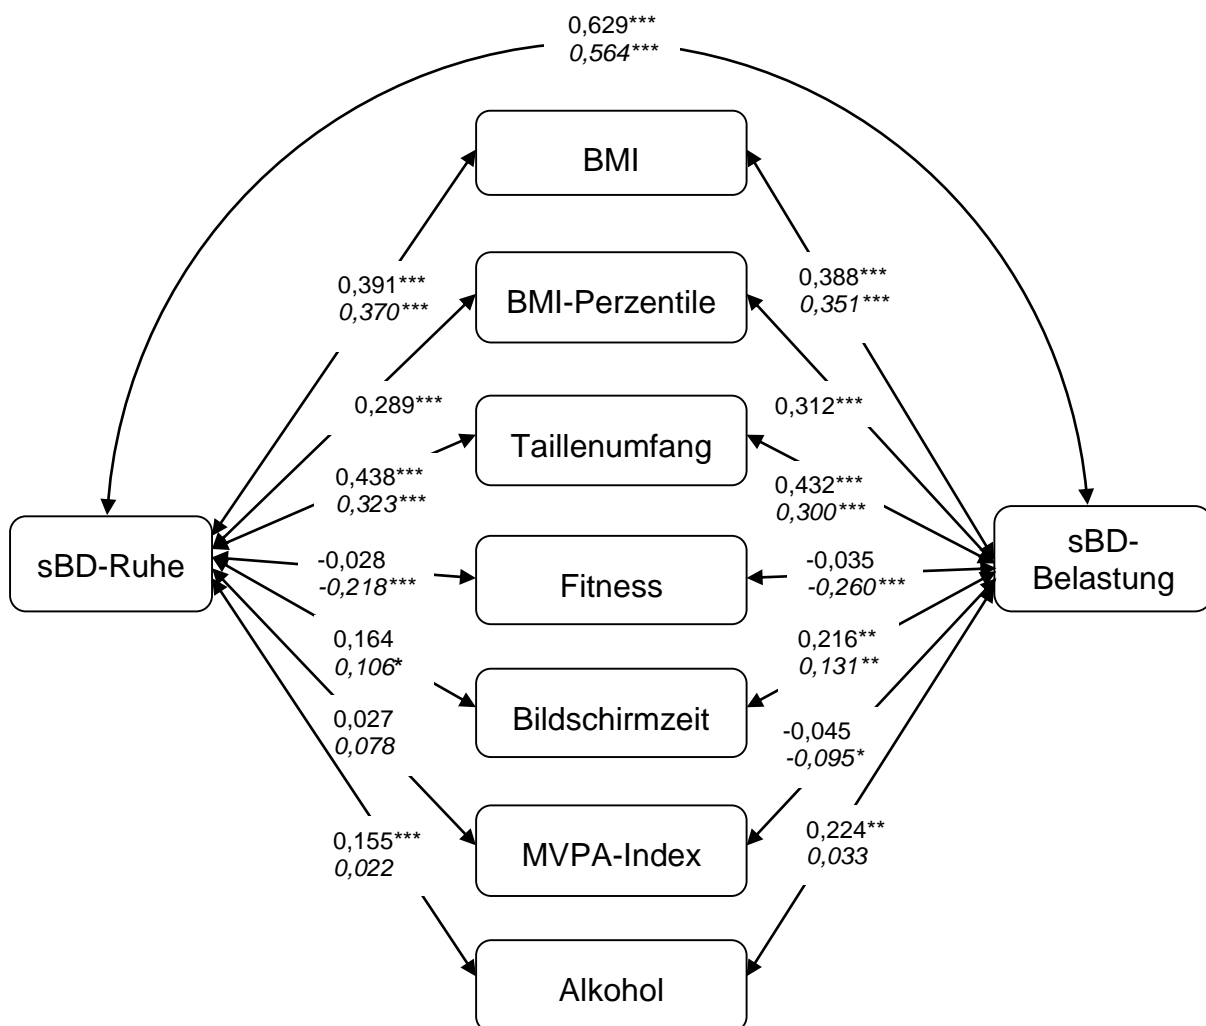 0,629***
0,564***
BMI
0,391***
0,370***
0,388***
0,351***
BMI-Perzentile
0,289***
0,312***
Taillenumfang
0,438***
0,323***
0,432***
0,300***
sBD-Ruhe
sBD-
Belastung
-0,028
-0,218***
Fitness
-0,035
-0,260***
0,164
0,106*
0,216**
0,131**
Bildschirmzeit
0,027
0,078
-0,045
-0,095*
MVPA-Index
0,155***
0,022
0,224**
0,033
Alkohol